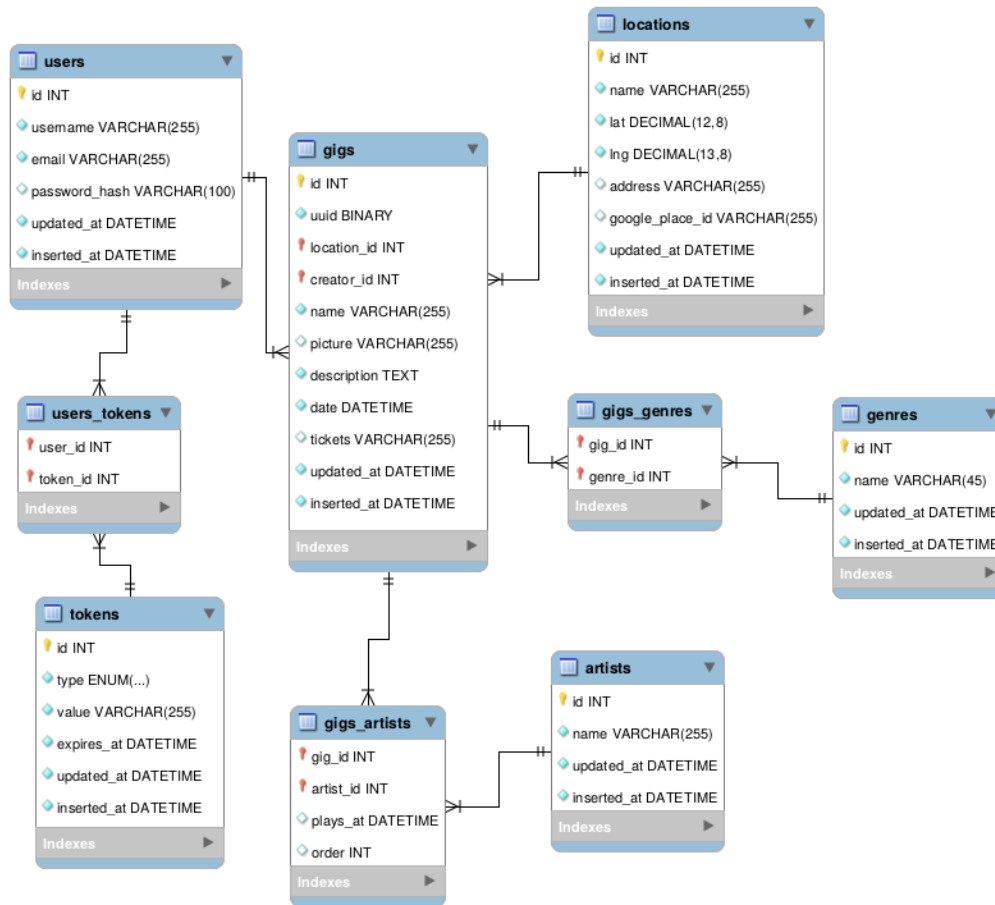 users
id INT
username VARCHAR(255)
email VARCHAR(255)
password_hash VARCHAR(100)
updated_at DATETIME
inserted_at DATETIME
Indexes
users_tokens
user_id INT
token_id INT
Indexes
tokens
id INT
type ENUM(...)
value VARCHAR(255)
expires_at DATETIME
updated_at DATETIME
inserted_at DATETIME
Indexes
gigs
id INT
uuid BINARY
location_id INT
creator_id INT
name VARCHAR(255)
picture VARCHAR(255)
description TEXT
date DATETIME
tickets VARCHAR(255)
updated_at DATETIME
inserted_at DATETIME
Indexes
gigs_artists
gig_id INT
artist_id INT
plays_at DATETIME
order INT
Indexes
locations
id INT
name VARCHAR(255)
lat DECIMAL(12,8)
lng DECIMAL(13,8)
address VARCHAR(255)
google_place_id VARCHAR(255)
updated_at DATETIME
inserted_at DATETIME
Indexes
gigs_genres
gig_id INT
genre_id INT
Indexes
genres
id INT
name VARCHAR(45)
updated_at DATETIME
inserted_at DATETIME
Indexes
artists
id INT
name VARCHAR(255)
updated_at DATETIME
inserted_at DATETIME
Indexes